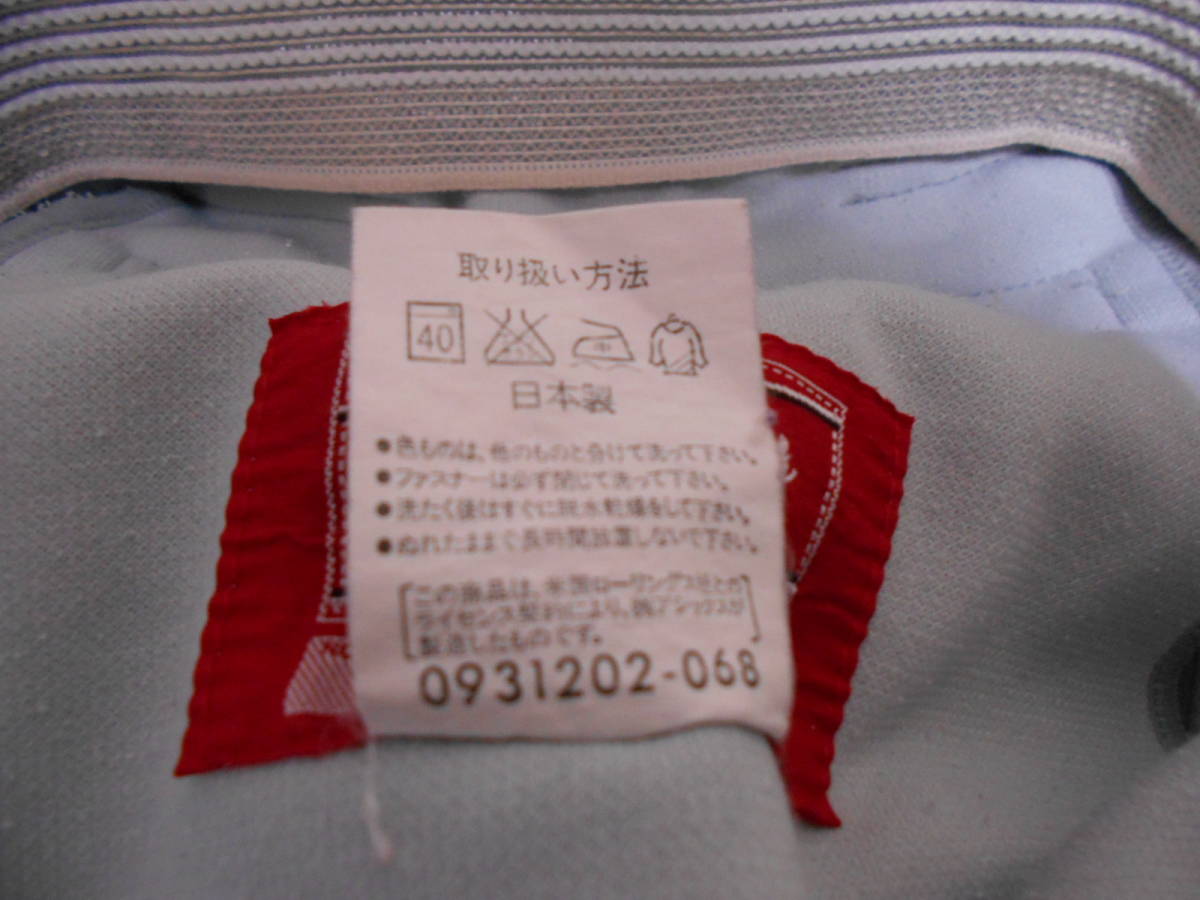 取り扱い方法
40 中
日本製
●色ものは、他のものと分けて洗って下さい。
●ファスナーは必ず閉じて洗って下さい。
●洗たく後はすぐに脱水乾燥をして下さい。
●ぬれたままで長時間放置しないで下さい。
この商品は、米国ローリングス社との
ライセンス契約により、㈱アシックスが
製造したものです。
0931202-068